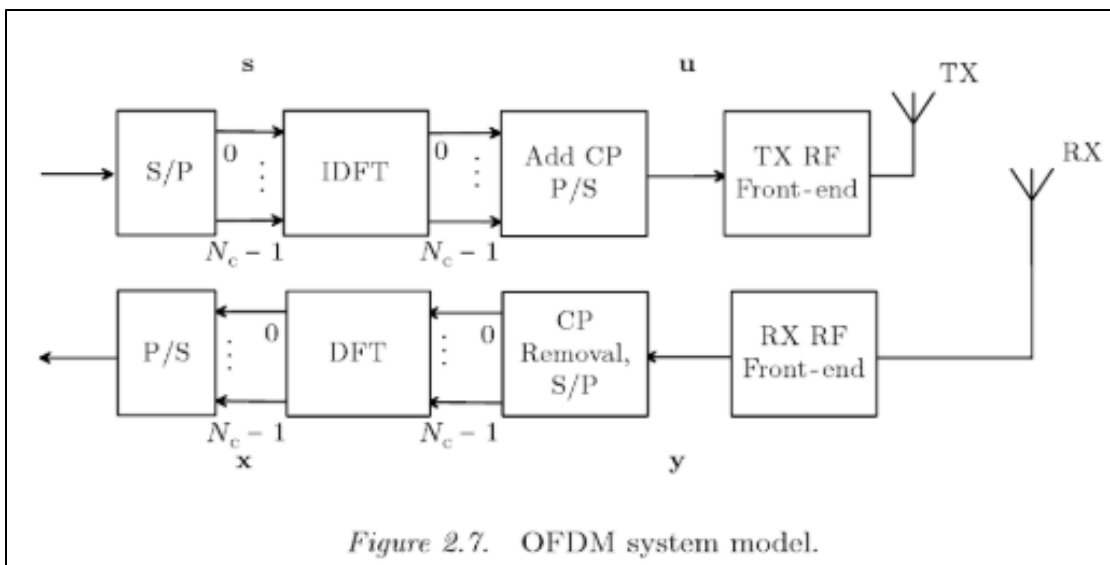 s
u
TX
RX
S/P
0
⋮
N_c − 1
IDFT
0
⋮
N_c − 1
Add CP
P/S
TX RF
Front-end
P/S
0
⋮
N_c − 1
DFT
0
⋮
N_c − 1
CP
Removal,
S/P
RX RF
Front-end
x
y
Figure 2.7. OFDM system model.